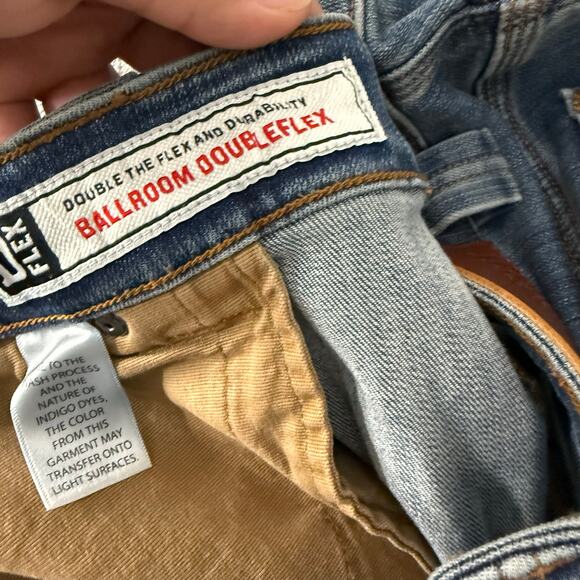 DOUBLE THE FLEX AND DURABILITY
BALLROOM DOUBLEFLEX
FLEX
TO THE
WASH PROCESS
AND THE
NATURE OF
INDIGO DYES,
THE COLOR
FROM THIS
GARMENT MAY
TRANSFER ONTO
LIGHT SURFACES.